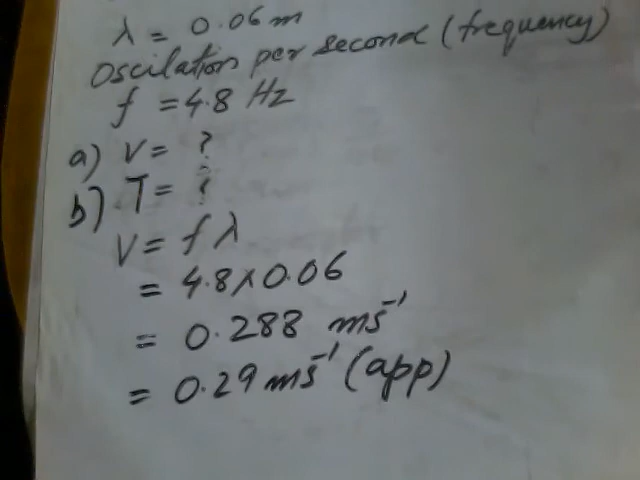 λ = 0.06 m
Oscilation per second (frequency)
f = 4.8 Hz
a) V = ?
b) T = ?
V = f λ
= 4.8 x 0.06
= 0.288 ms⁻¹
= 0.29 ms⁻¹ (app)